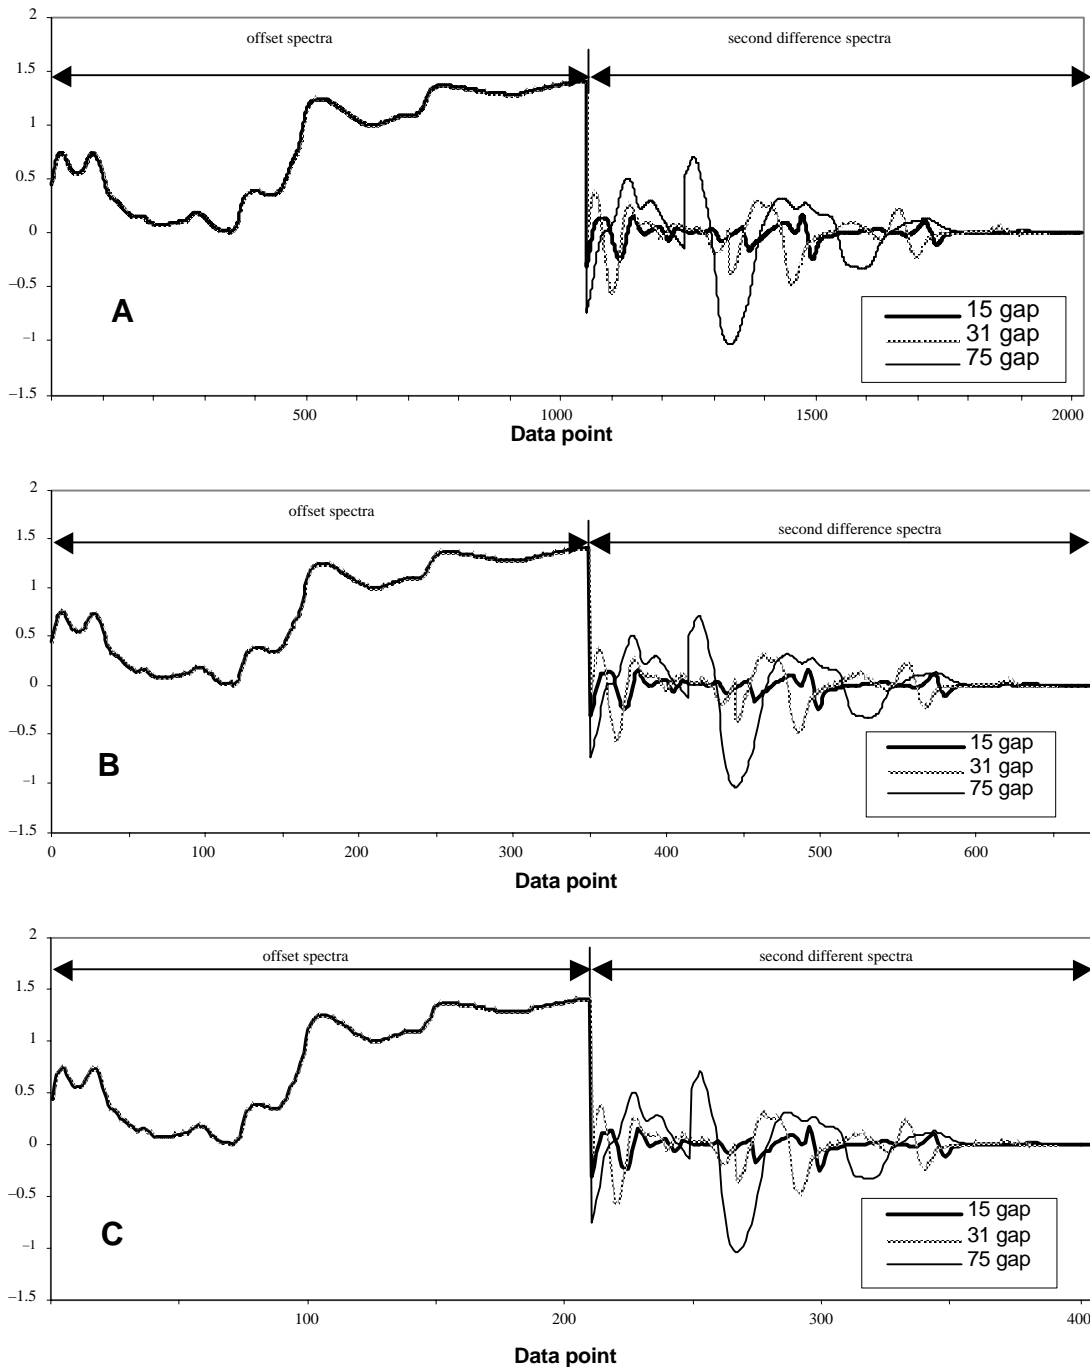 2
offset spectra
second difference spectra
1.5
1
0.5
0
–0.5
–1
–1.5
A
15 gap
31 gap
75 gap
500
1000
1500
2000
Data point
2
offset spectra
second difference spectra
1.5
1
0.5
0
–0.5
–1
–1.5
B
15 gap
31 gap
75 gap
0
100
200
300
400
500
600
Data point
2
offset spectra
second different spectra
1.5
1
0.5
0
–0.5
–1
–1.5
C
15 gap
31 gap
75 gap
100
200
300
400
Data point